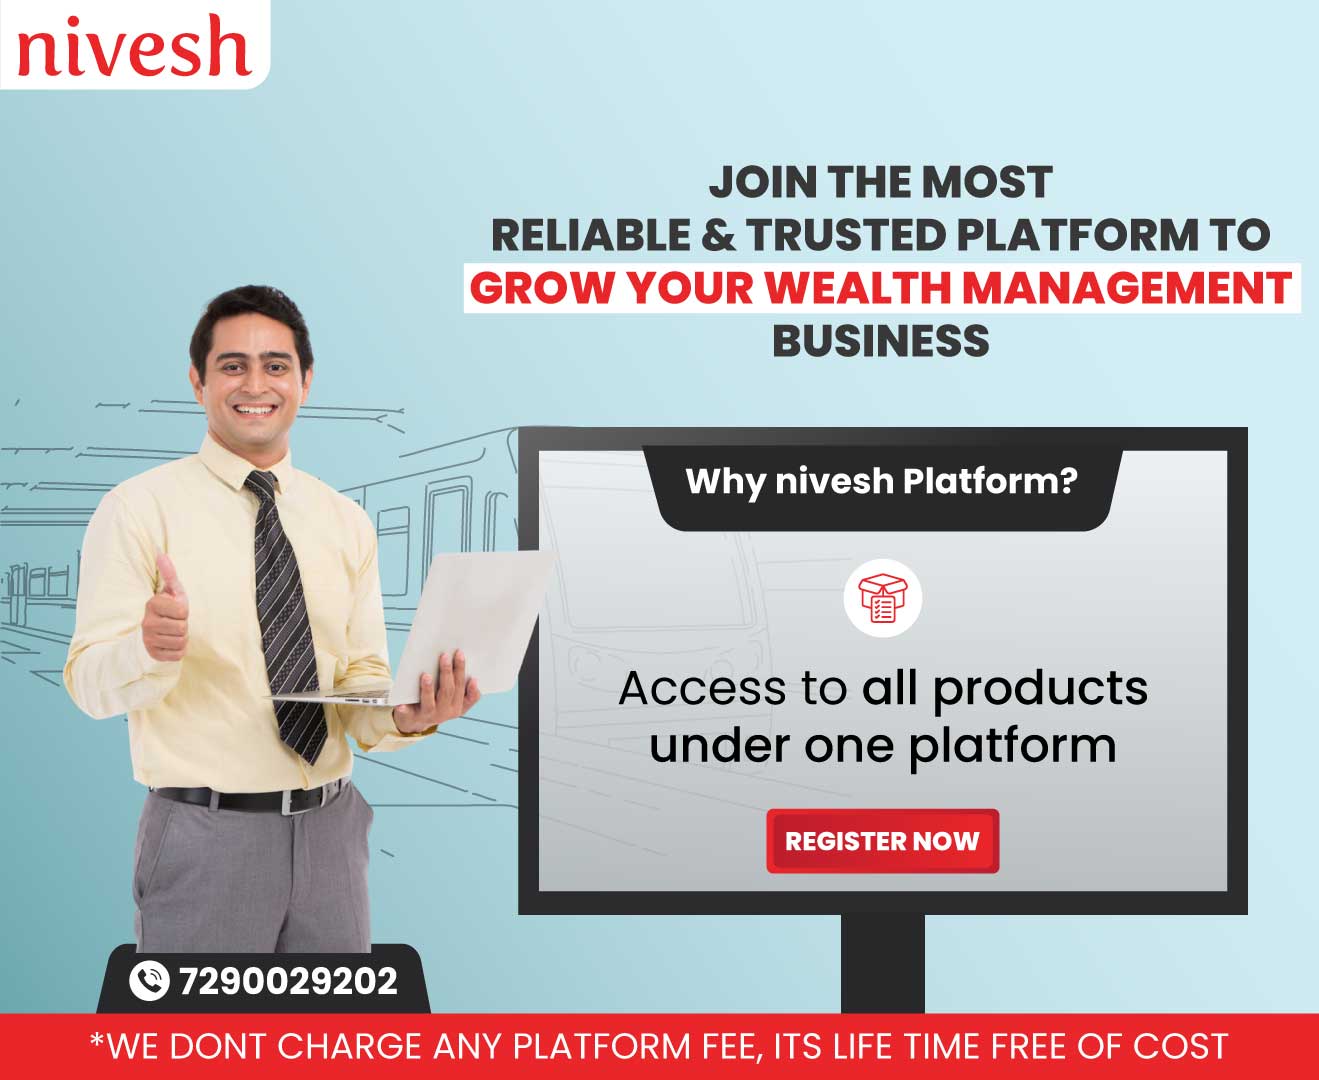 nivesh
JOIN THE MOST
RELIABLE & TRUSTED PLATFORM TO
GROW YOUR WEALTH MANAGEMENT
BUSINESS
Why nivesh Platform?
Access to all products
under one platform
REGISTER NOW
7290029202
*WE DONT CHARGE ANY PLATFORM FEE, ITS LIFE TIME FREE OF COST